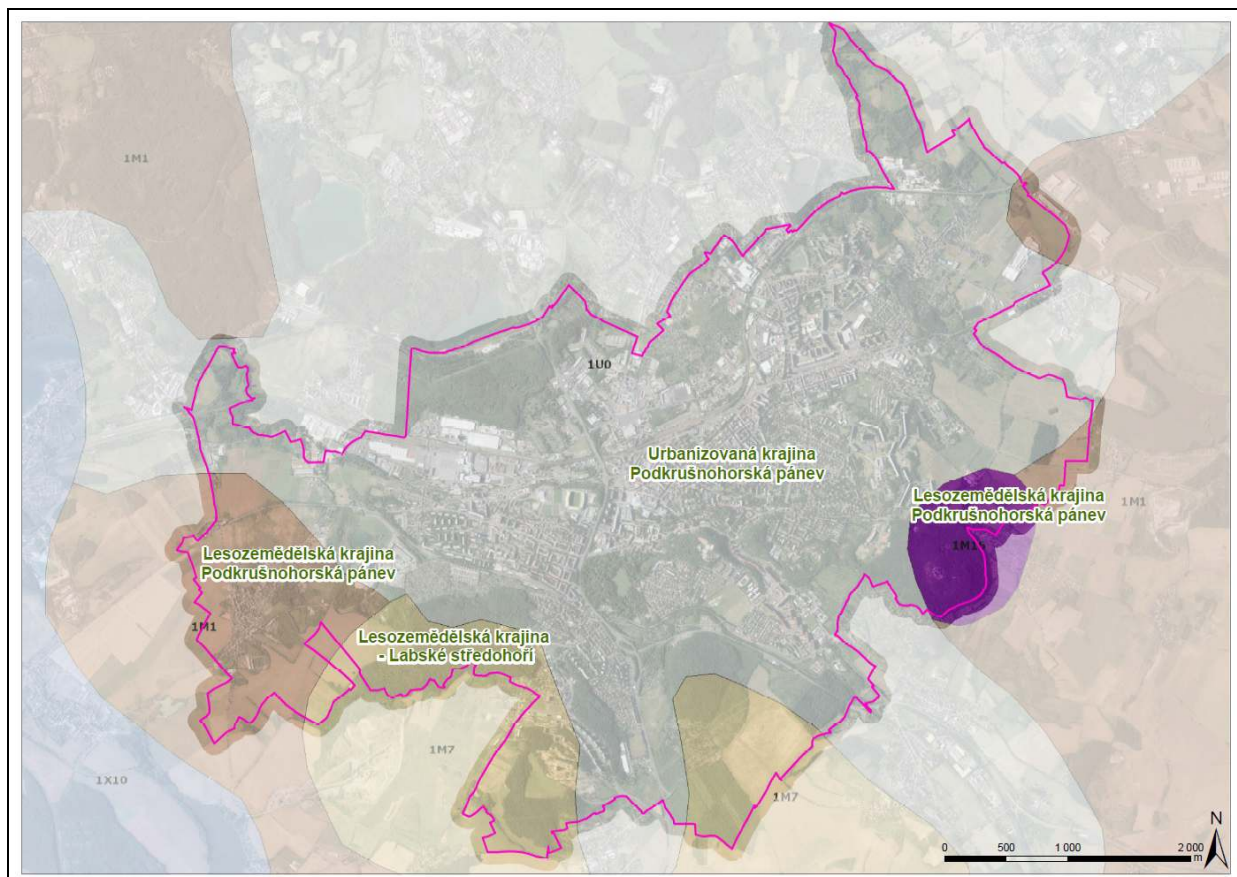 1M1
1U0
Urbanizovaná krajina
Podkrušnohorská pánev
Lesozemědělská krajina
Podkrušnohorská pánev
1M1
1M15
Lesozemědělská krajina
Podkrušnohorská pánev
1M1
Lesozemědělská krajina
- Labské středohoří
1M7
1X10
1M7
N
0 500 1 000 2 000
m